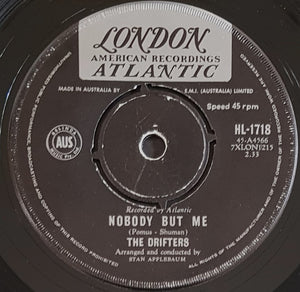 LONDON
AMERICAN RECORDINGS
ATLANTIC
MADE IN AUSTRALIA BY
E.M.I. (AUSTRALIA) LIMITED
Speed 45 rpm
AUS
HL-1718
45-A4566
7XLON1215
2.33
Recorded by Atlantic
NOBODY BUT ME
(Pomus - Shuman)
THE DRIFTERS
Arranged and conducted by
STAN APPLEBAUM